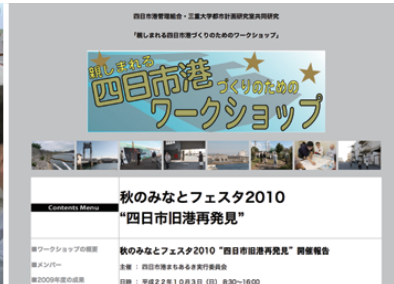 四日市港管理組合・三重大学都市計画研究室共同研究
「親しまれる四日市港づくりのためのワークショップ」
親しまれる
四日市港づくりのための
ワークショップ
Contents Menu
秋のみなとフェスタ2010
“四日市旧港再発見”
■ワークショップの概要
■メンバー
■2009年度の成果
秋のみなとフェスタ2010 “四日市旧港再発見” 開催報告
主催 : 四日市港まちあるき実行委員会
日時 : 平成22年10月3日（日） 8:30〜16:00